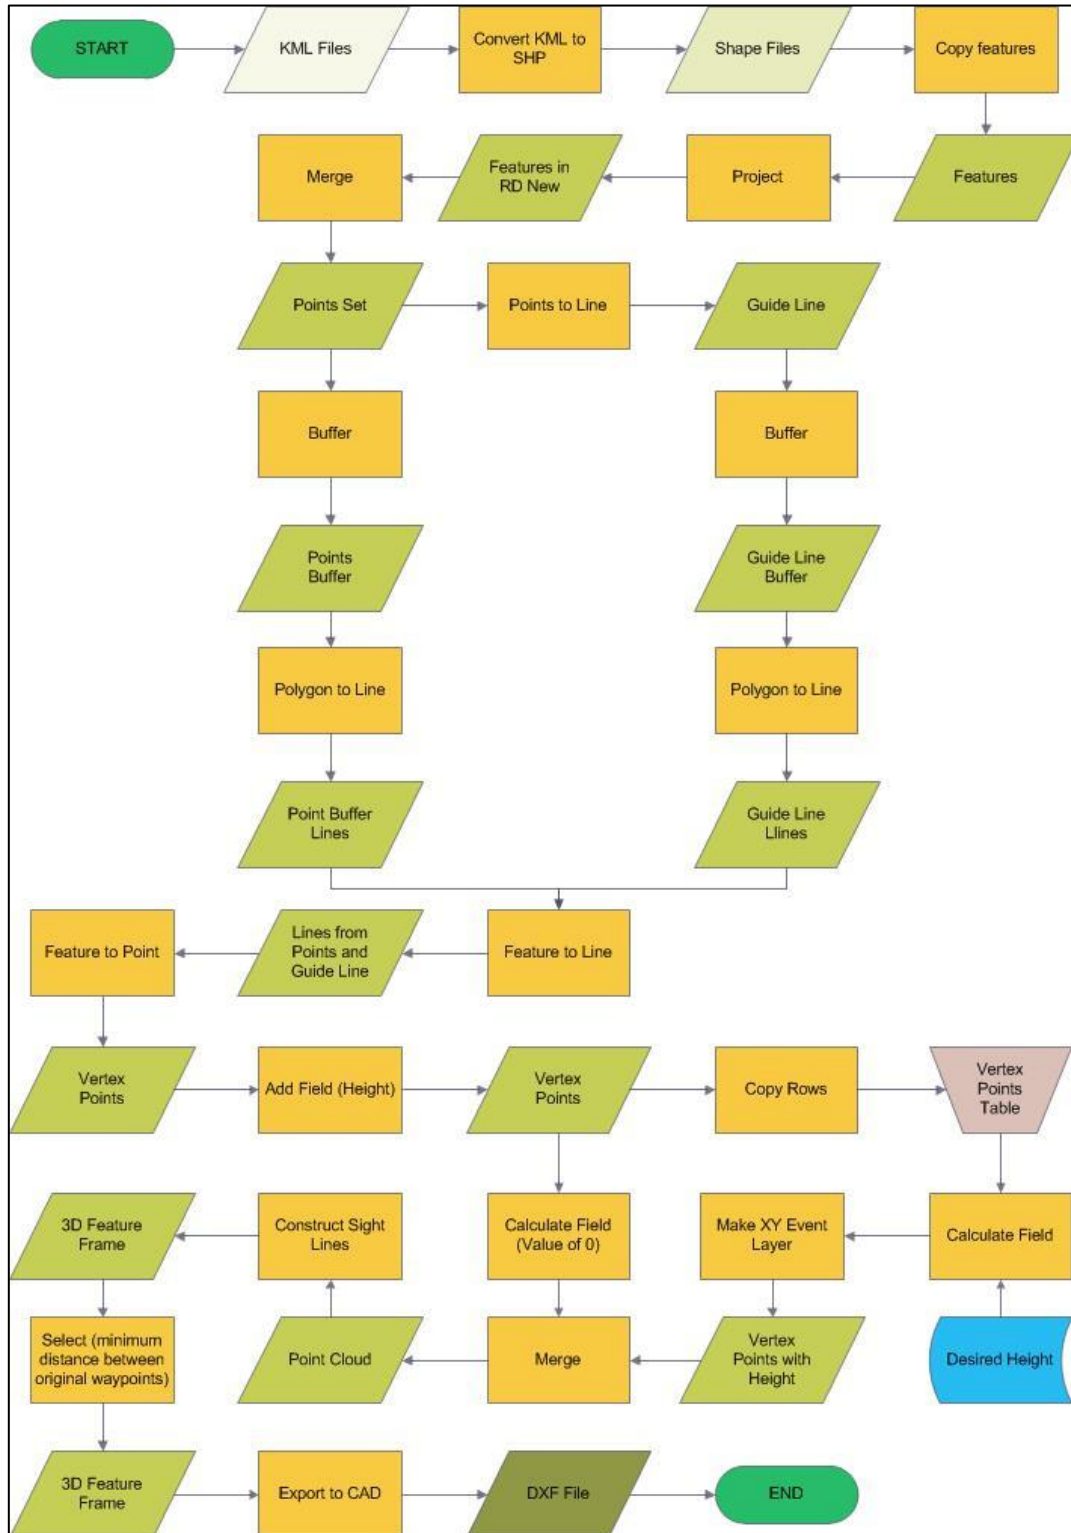 START
KML Files
Convert KML to
SHP
Shape Files
Copy features
Merge
Features in
RD New
Project
Features
Points Set
Points to Line
Guide Line
Buffer
Buffer
Points
Buffer
Guide Line
Buffer
Polygon to Line
Polygon to Line
Point Buffer
Lines
Guide Line
Llines
Feature to Point
Lines from
Points and
Guide Line
Feature to Line
Vertex
Points
Add Field (Height)
Vertex
Points
Copy Rows
Vertex
Points
Table
3D Feature
Frame
Construct Sight
Lines
Calculate Field
(Value of 0)
Make XY Event
Layer
Calculate Field
Select (minimum
distance between
original waypoints)
Point Cloud
Merge
Vertex
Points with
Height
Desired Height
3D Feature
Frame
Export to CAD
DXF File
END